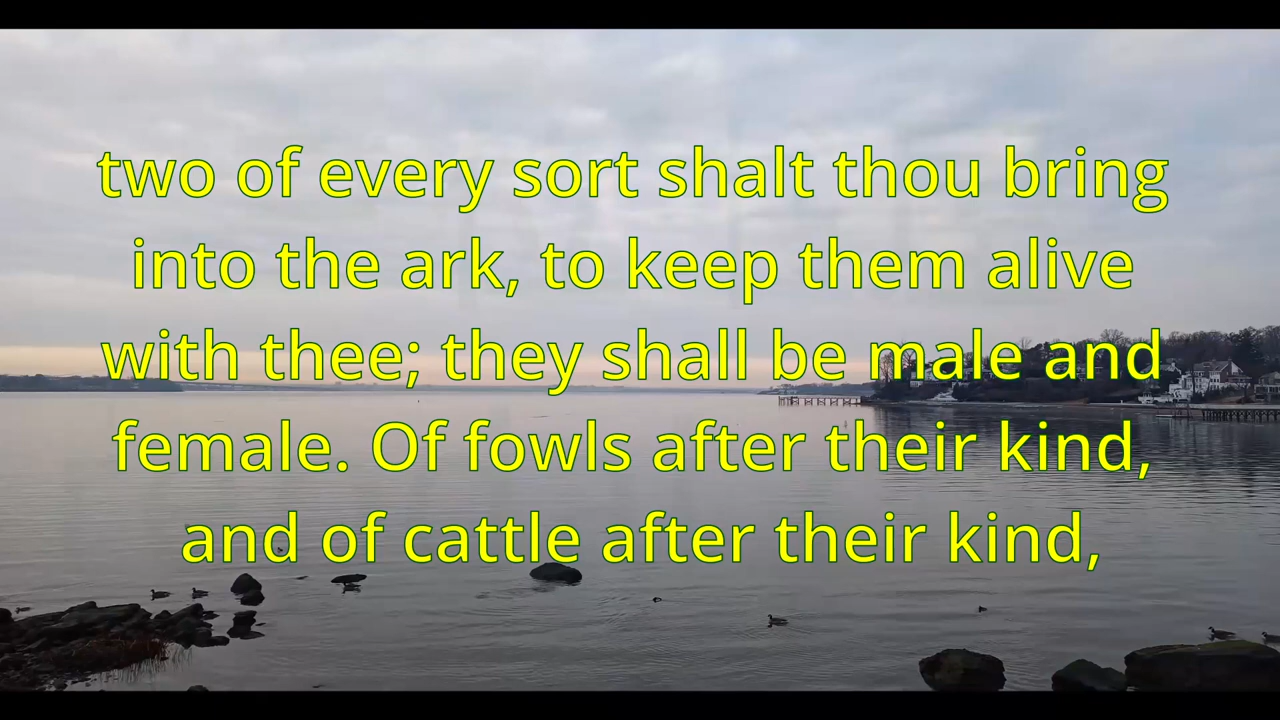 two of every sort shalt thou bring
into the ark, to keep them alive
with thee; they shall be male and
female. Of fowls after their kind,
and of cattle after their kind,